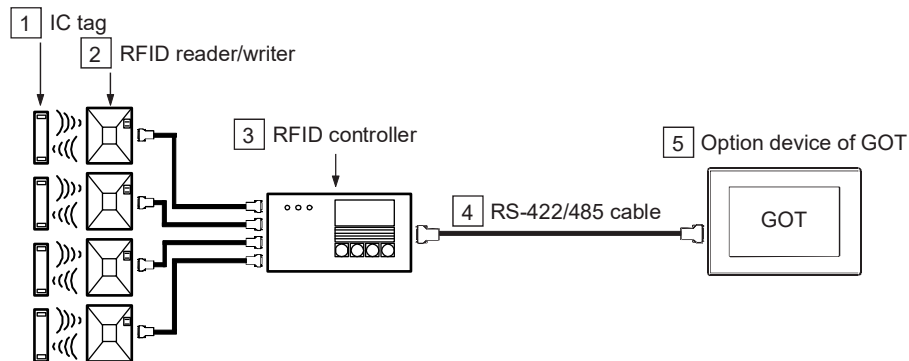 1 IC tag
2 RFID reader/writer
3 RFID controller
5 Option device of GOT
4 RS-422/485 cable
GOT